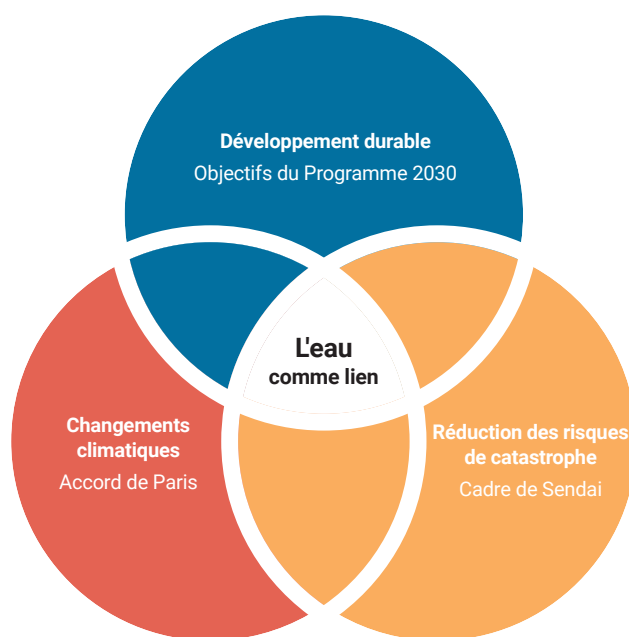 Développement durable
Objectifs du Programme 2030
L'eau
comme lien
Changements
climatiques
Accord de Paris
Réduction des risques
de catastrophe
Cadre de Sendai